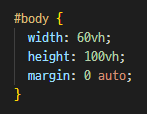 #body {
  width: 60vh;
  height: 100vh;
  margin: 0 auto;
}